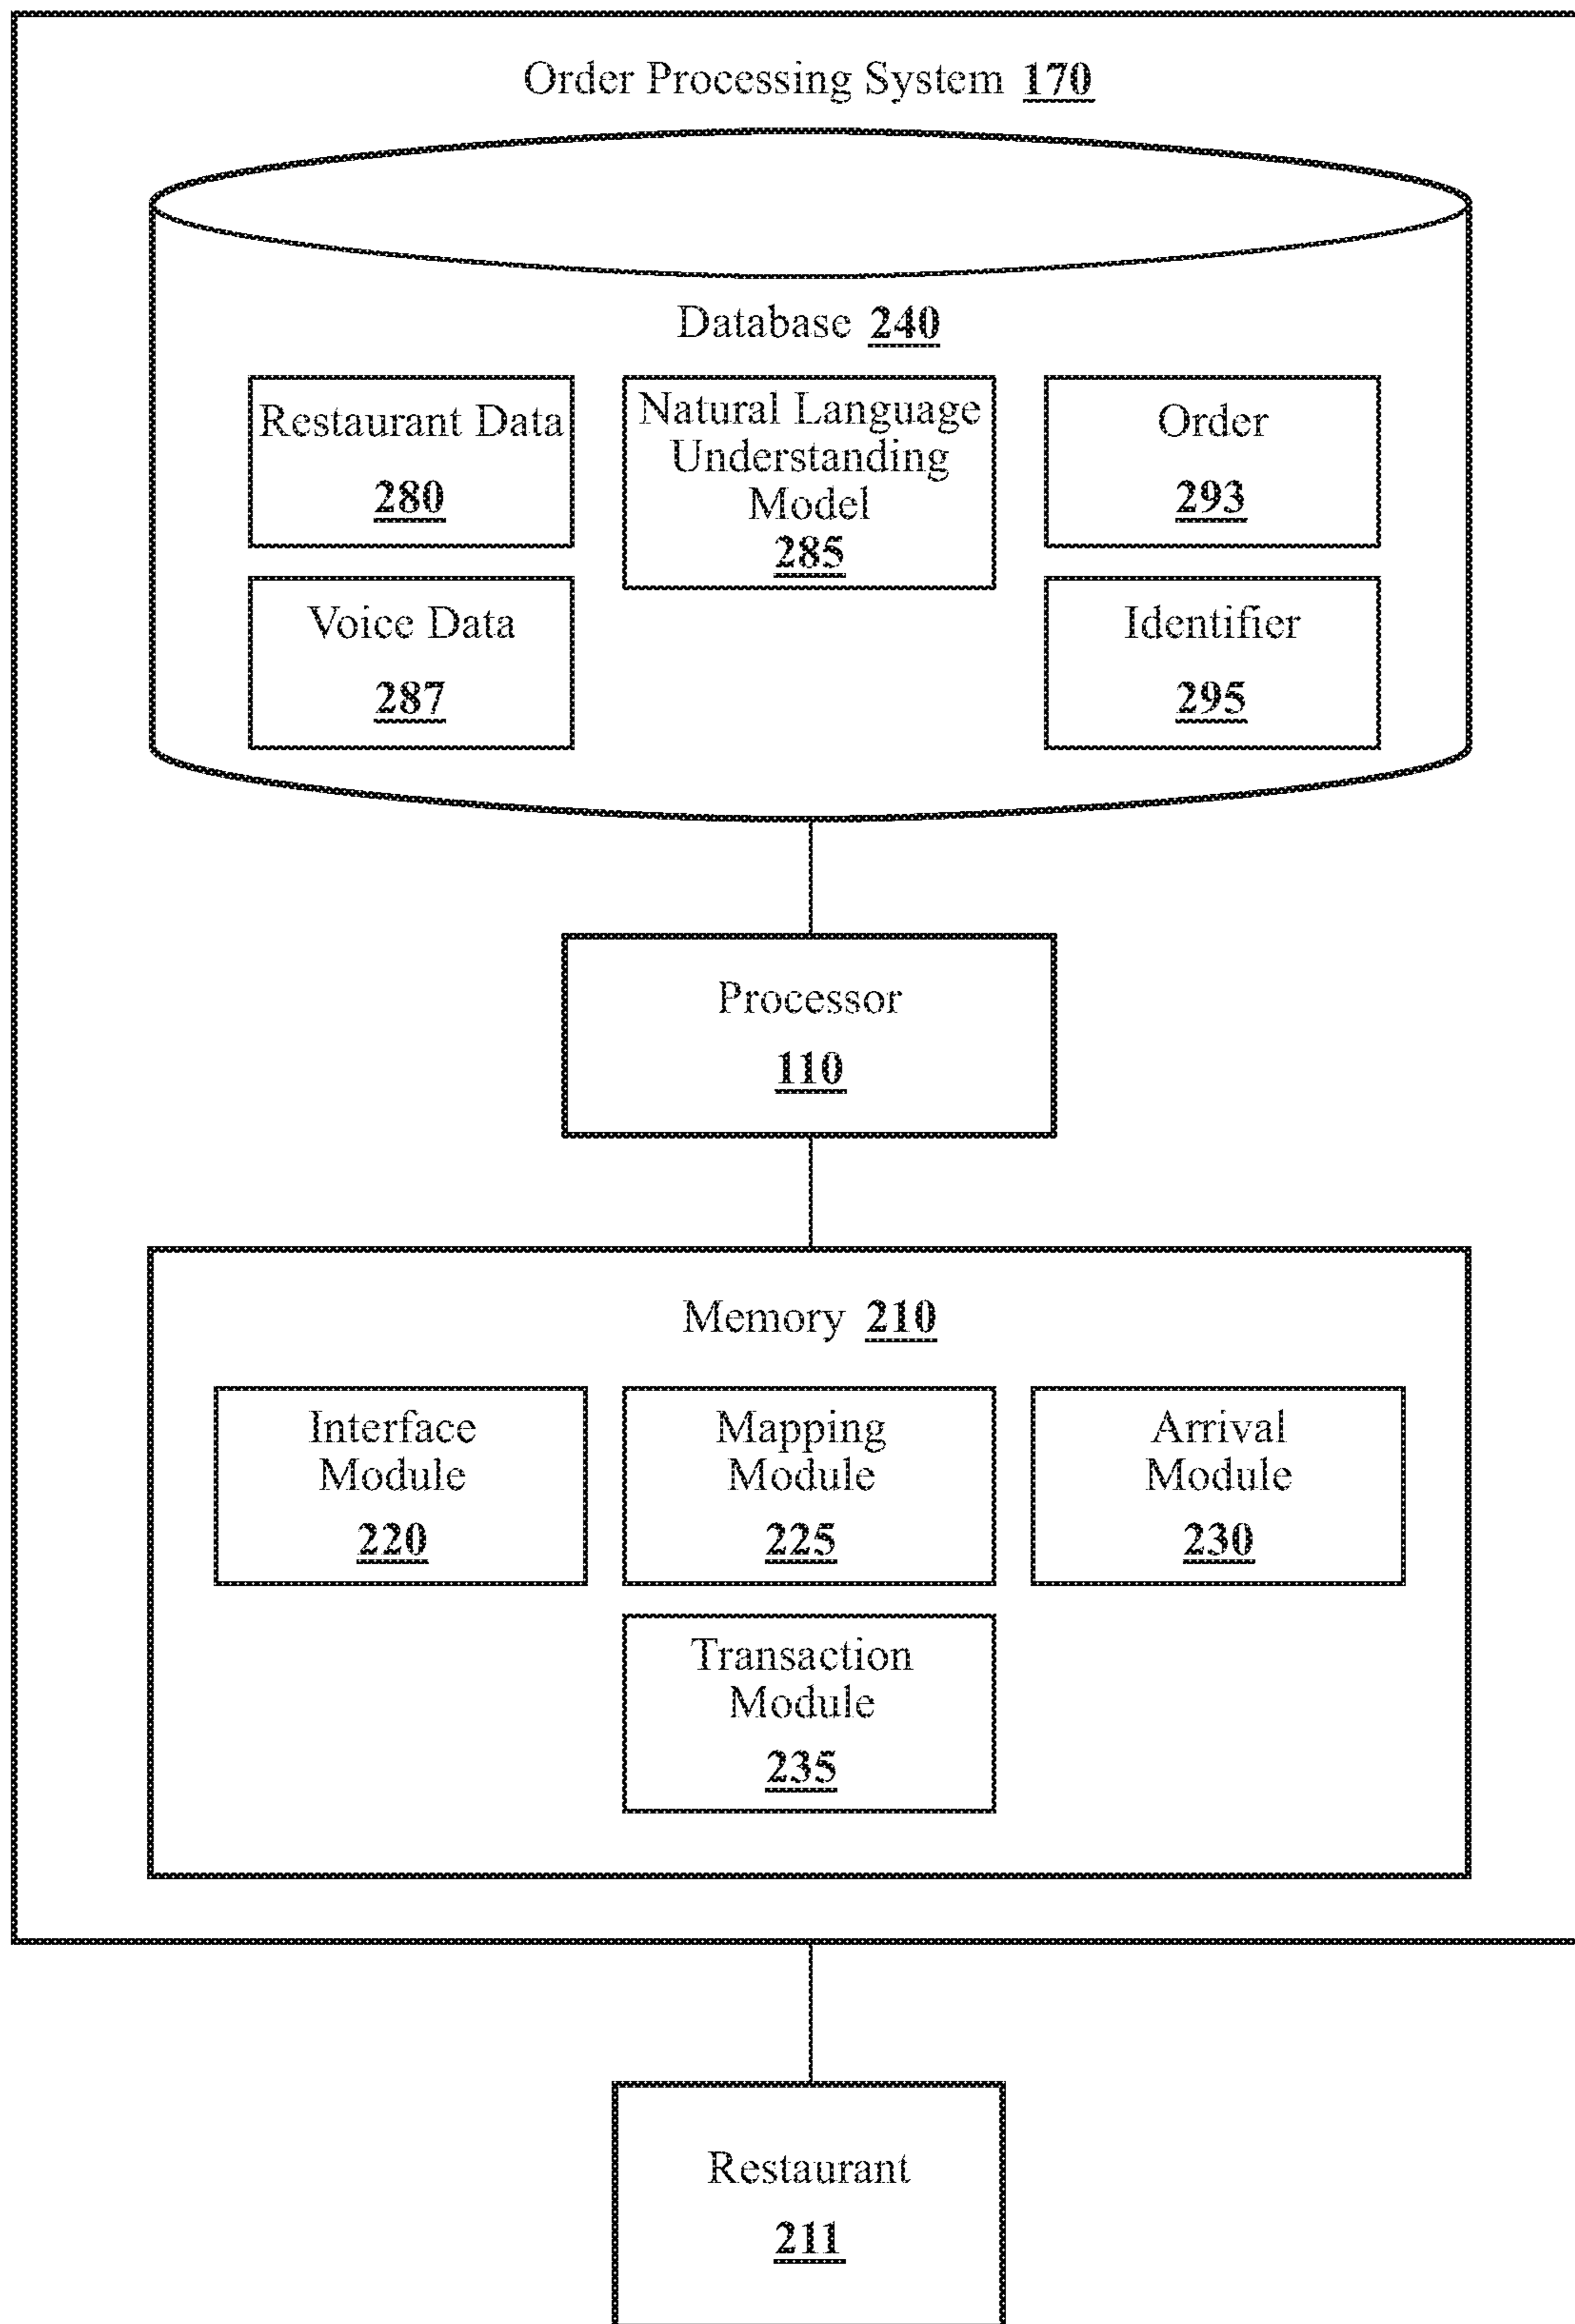 Order Processing System 170
Database 240
Restaurant Data
280
Natural Language
Understanding
Model
285
Order
293
Voice Data
287
Identifier
295
Processor
110
Memory 210
Interface
Module
220
Mapping
Module
225
Arrival
Module
230
Transaction
Module
235
Restaurant
211